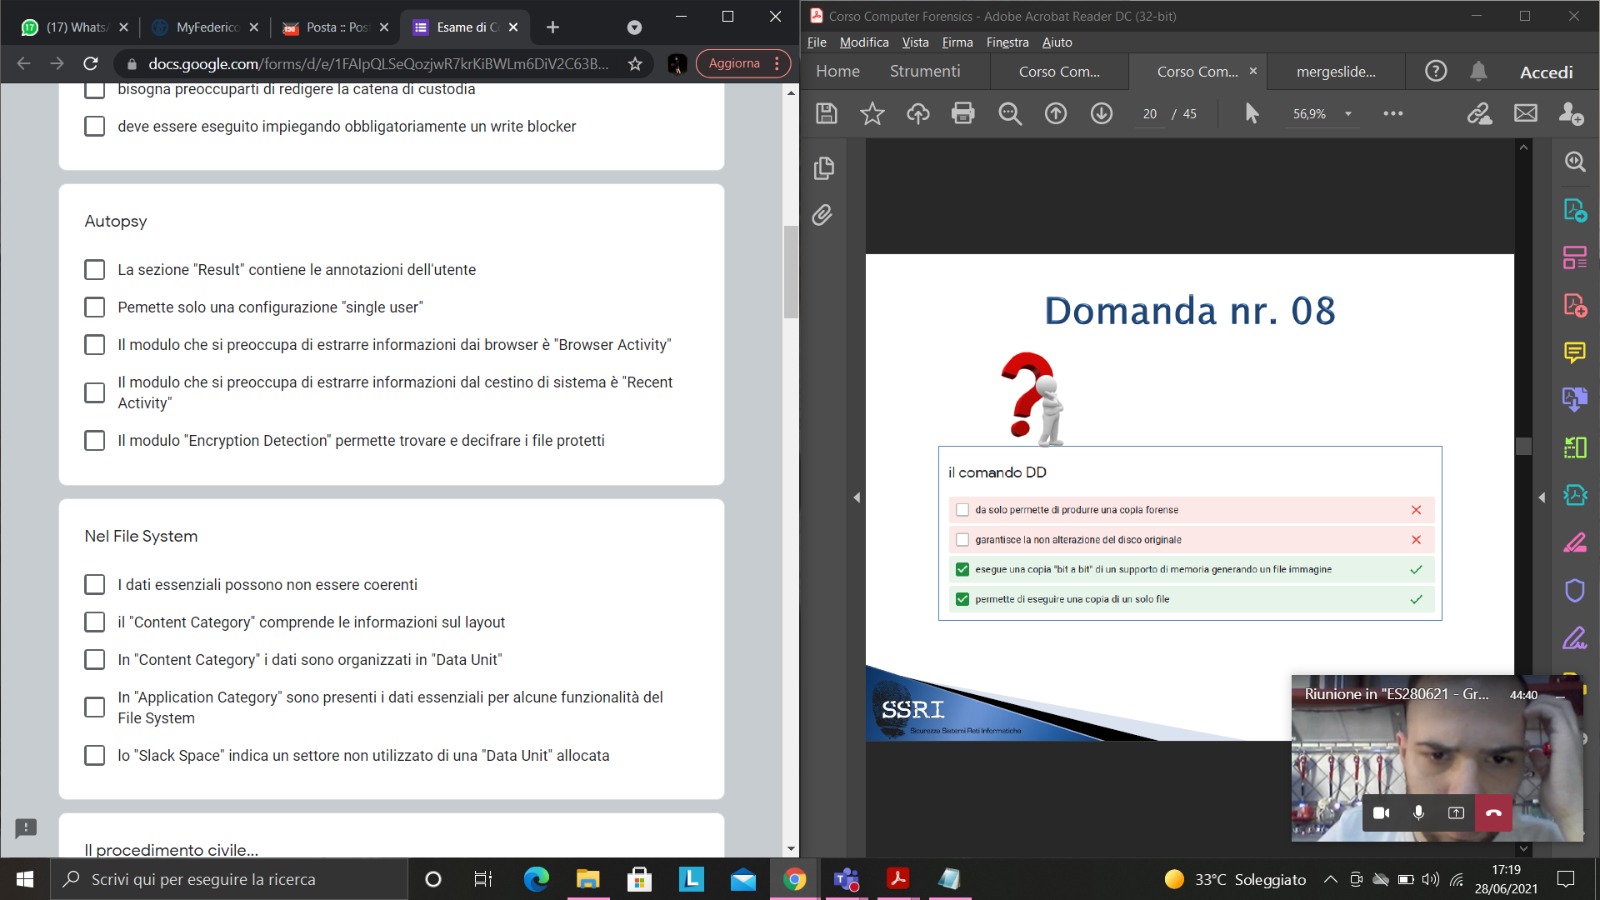 (17) Whats
MyFederico
Posta :: Pos
Esame di C
docs.google.com/forms/d/e/1FAIpQLSeQozjwR7krKiBWLm6DiV2C63B...
Aggiorna
bisogna preoccuparti di redigere la catena di custodia
deve essere eseguito impiegando obbligatoriamente un write blocker
Autopsy
La sezione "Result" contiene le annotazioni dell'utente
Pemette solo una configurazione "single user"
Il modulo che si preoccupa di estrarre informazioni dai browser è "Browser Activity"
Il modulo che si preoccupa di estrarre informazioni dal cestino di sistema è "Recent
Activity"
Il modulo "Encryption Detection" permette trovare e decifrare i file protetti
Nel File System
I dati essenziali possono non essere coerenti
il "Content Category" comprende le informazioni sul layout
In "Content Category" i dati sono organizzati in "Data Unit"
In "Application Category" sono presenti i dati essenziali per alcune funzionalità del
File System
lo "Slack Space" indica un settore non utilizzato di una "Data Unit" allocata
Il procedimento civile...
Corso Computer Forensics - Adobe Acrobat Reader DC (32-bit)
File Modifica Vista Firma Finestra Aiuto
Home Strumenti Corso Com... Corso Com... mergeslide... Accedi
20 / 45 56,9%
Domanda nr. 08
il comando DD
da solo permette di produrre una copia forense
garantisce la non alterazione del disco originale
esegue una copia "bit a bit" di un supporto di memoria generando un file immagine
permette di eseguire una copia di un solo file
SSRI
Sicurezza Sistemi Reti Informatiche
Riunione in "ES280621 - Gr... 44:40
Scrivi qui per eseguire la ricerca
33°C Soleggiato
17:19
28/06/2021